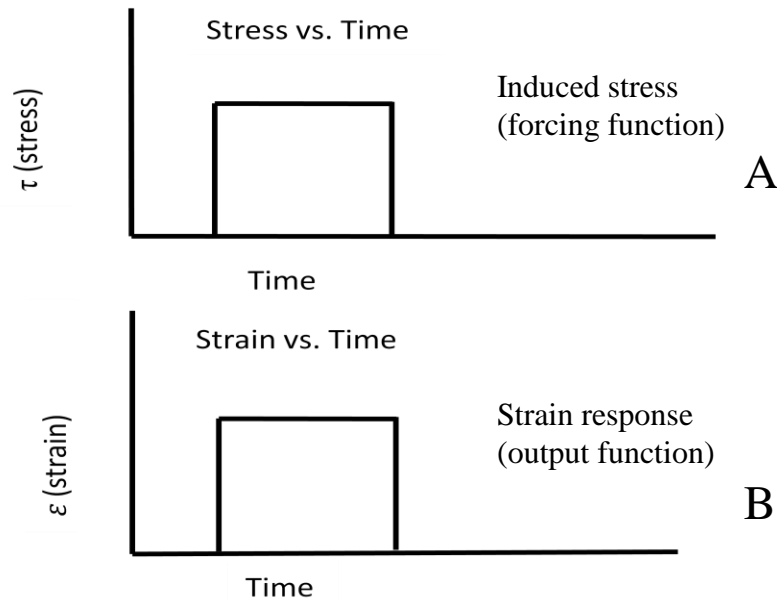 Stress vs. Time
τ (stress)
Induced stress
(forcing function)
A
Time
Strain vs. Time
ε (strain)
Strain response
(output function)
B
Time